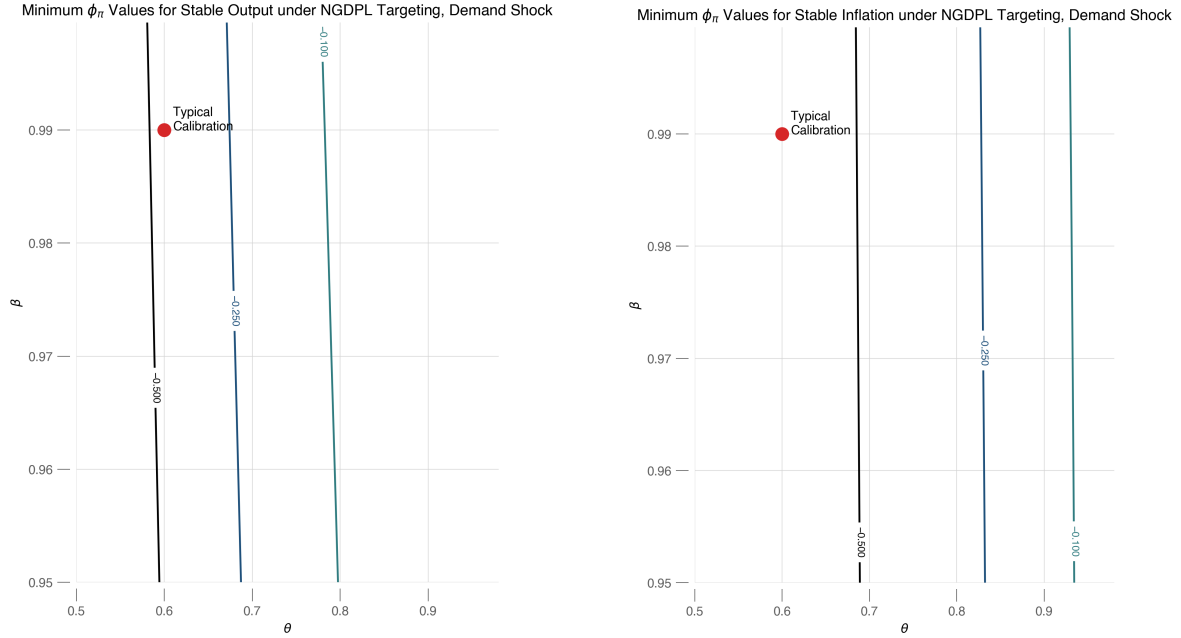 Minimum ϕπ Values for Stable Output under NGDPL Targeting, Demand Shock
−0.100
Typical
Calibration
−0.250
−0.500
0.99
0.98
0.97
0.96
0.95
β
0.5 0.6 0.7 0.8 0.9
θ
Minimum ϕπ Values for Stable Inflation under NGDPL Targeting, Demand Shock
Typical
Calibration
−0.250
−0.500
−0.100
0.99
0.98
0.97
0.96
0.95
β
0.5 0.6 0.7 0.8 0.9
θ